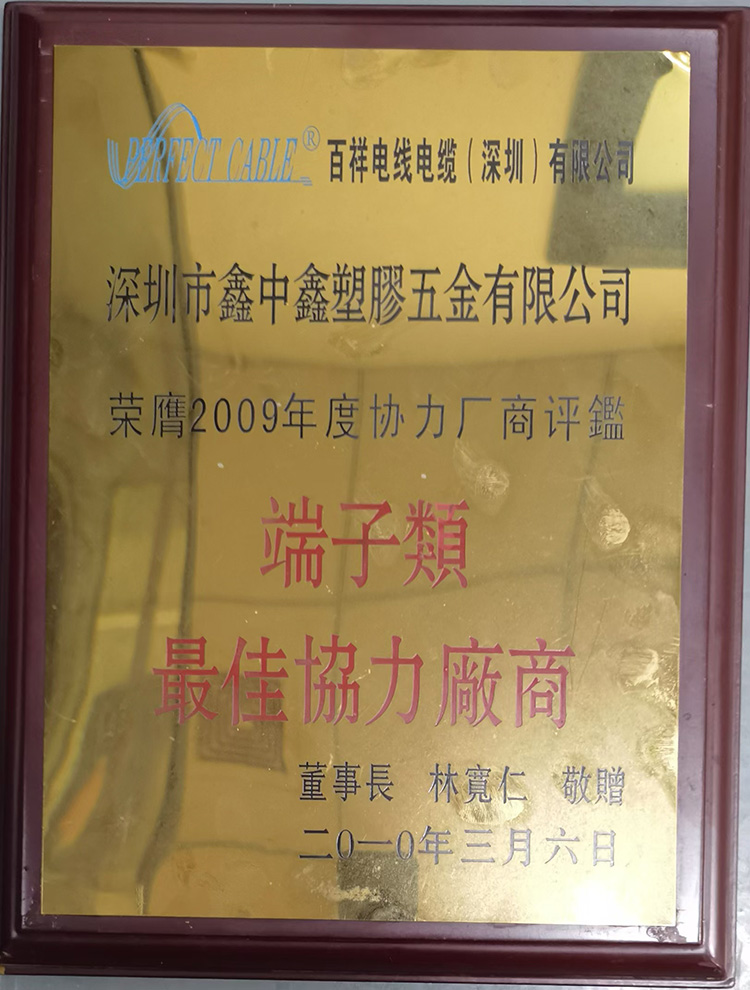 PERFECT CABLE® 百祥电线电缆（深圳）有限公司
深圳市鑫中鑫塑膠五金有限公司
荣膺2009年度协力厂商评鑑
端子類
最佳協力廠商
董事長 林寬仁 敬贈
二0一0年三月六日